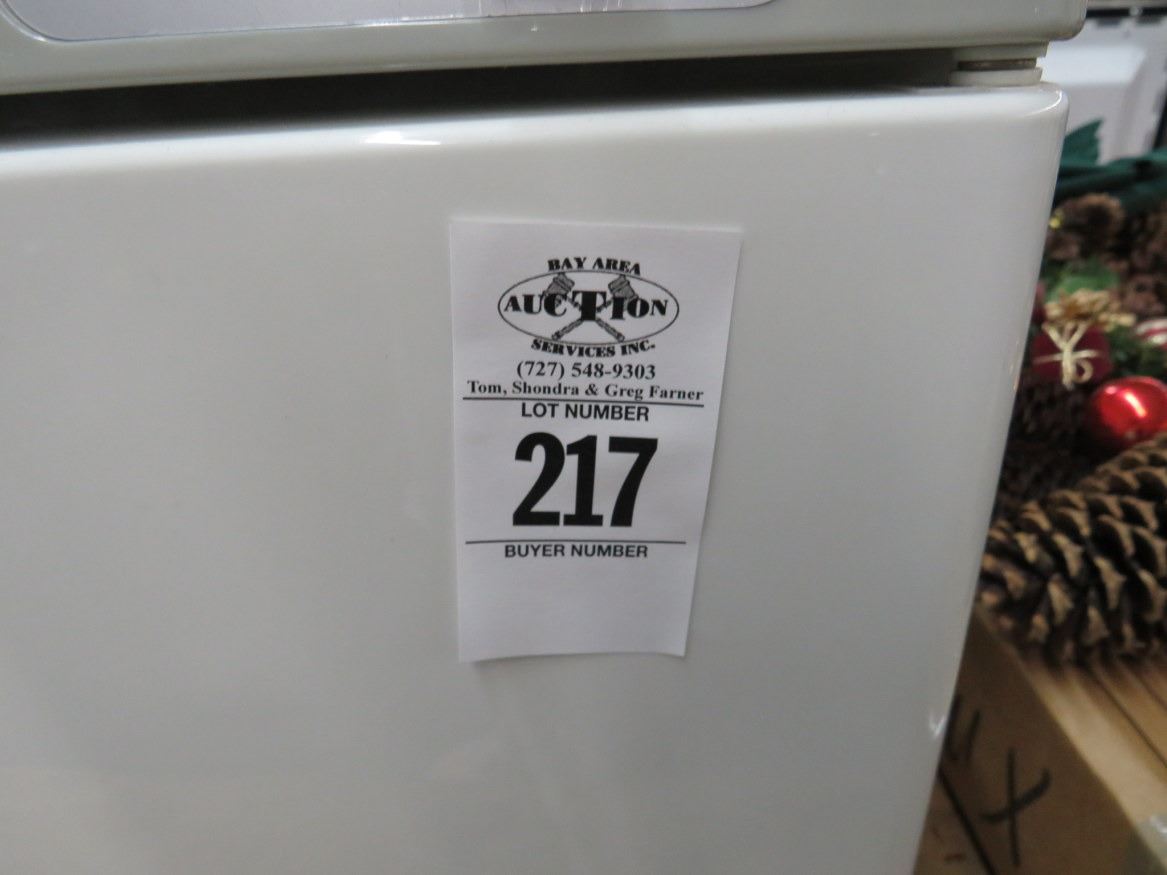 BAY AREA
AUCTION
SERVICES INC.
(727) 548-9303
Tom, Shondra & Greg Farner
LOT NUMBER
217
BUYER NUMBER